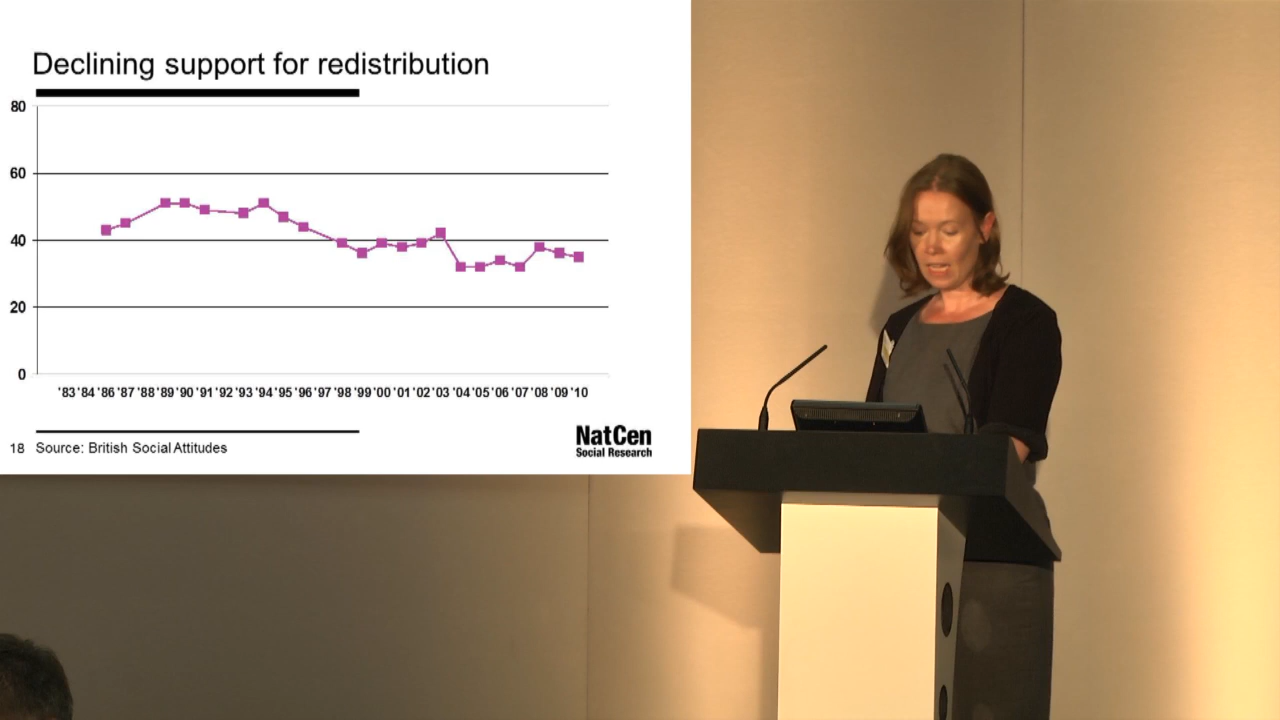 Declining support for redistribution
80
60
40
20
0
'83 '84 '86 '87 '88 '89 '90 '91 '92 '93 '94 '95 '96 '97 '98 '99 '00 '01 '02 '03 '04 '05 '06 '07 '08 '09 '10
18 Source: British Social Attitudes
NatCen
Social Research